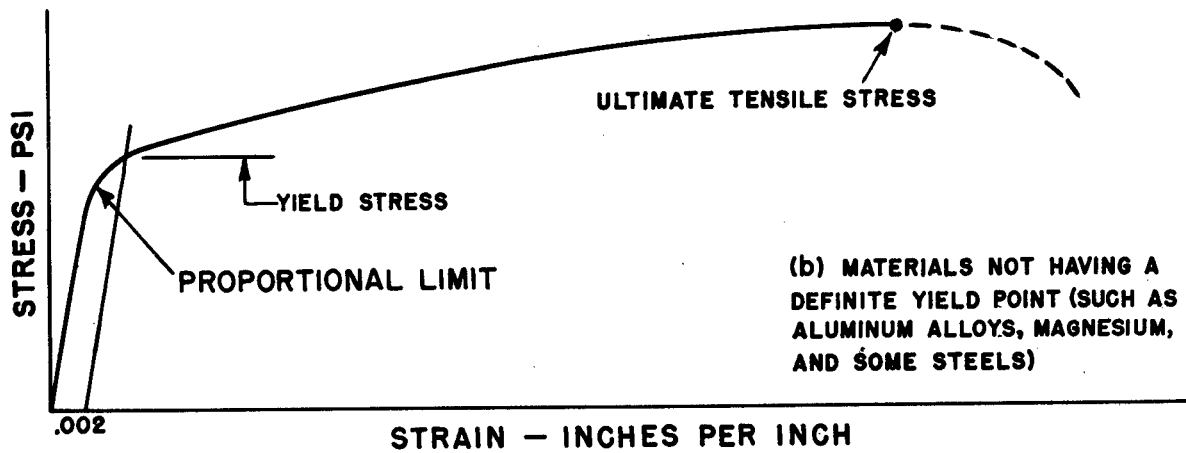 ULTIMATE TENSILE STRESS
YIELD STRESS
PROPORTIONAL LIMIT
STRESS — PSI
(b) MATERIALS NOT HAVING A
DEFINITE YIELD POINT (SUCH AS
ALUMINUM ALLOYS, MAGNESIUM,
AND SOME STEELS)
.002
STRAIN — INCHES PER INCH